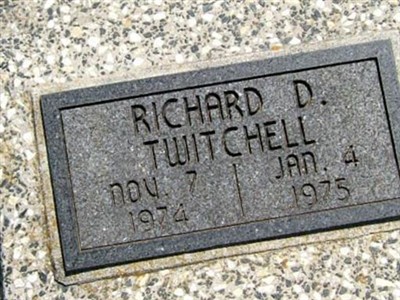 RICHARD D.
TWITCHELL
NOV. 7 JAN. 4
1974 1975